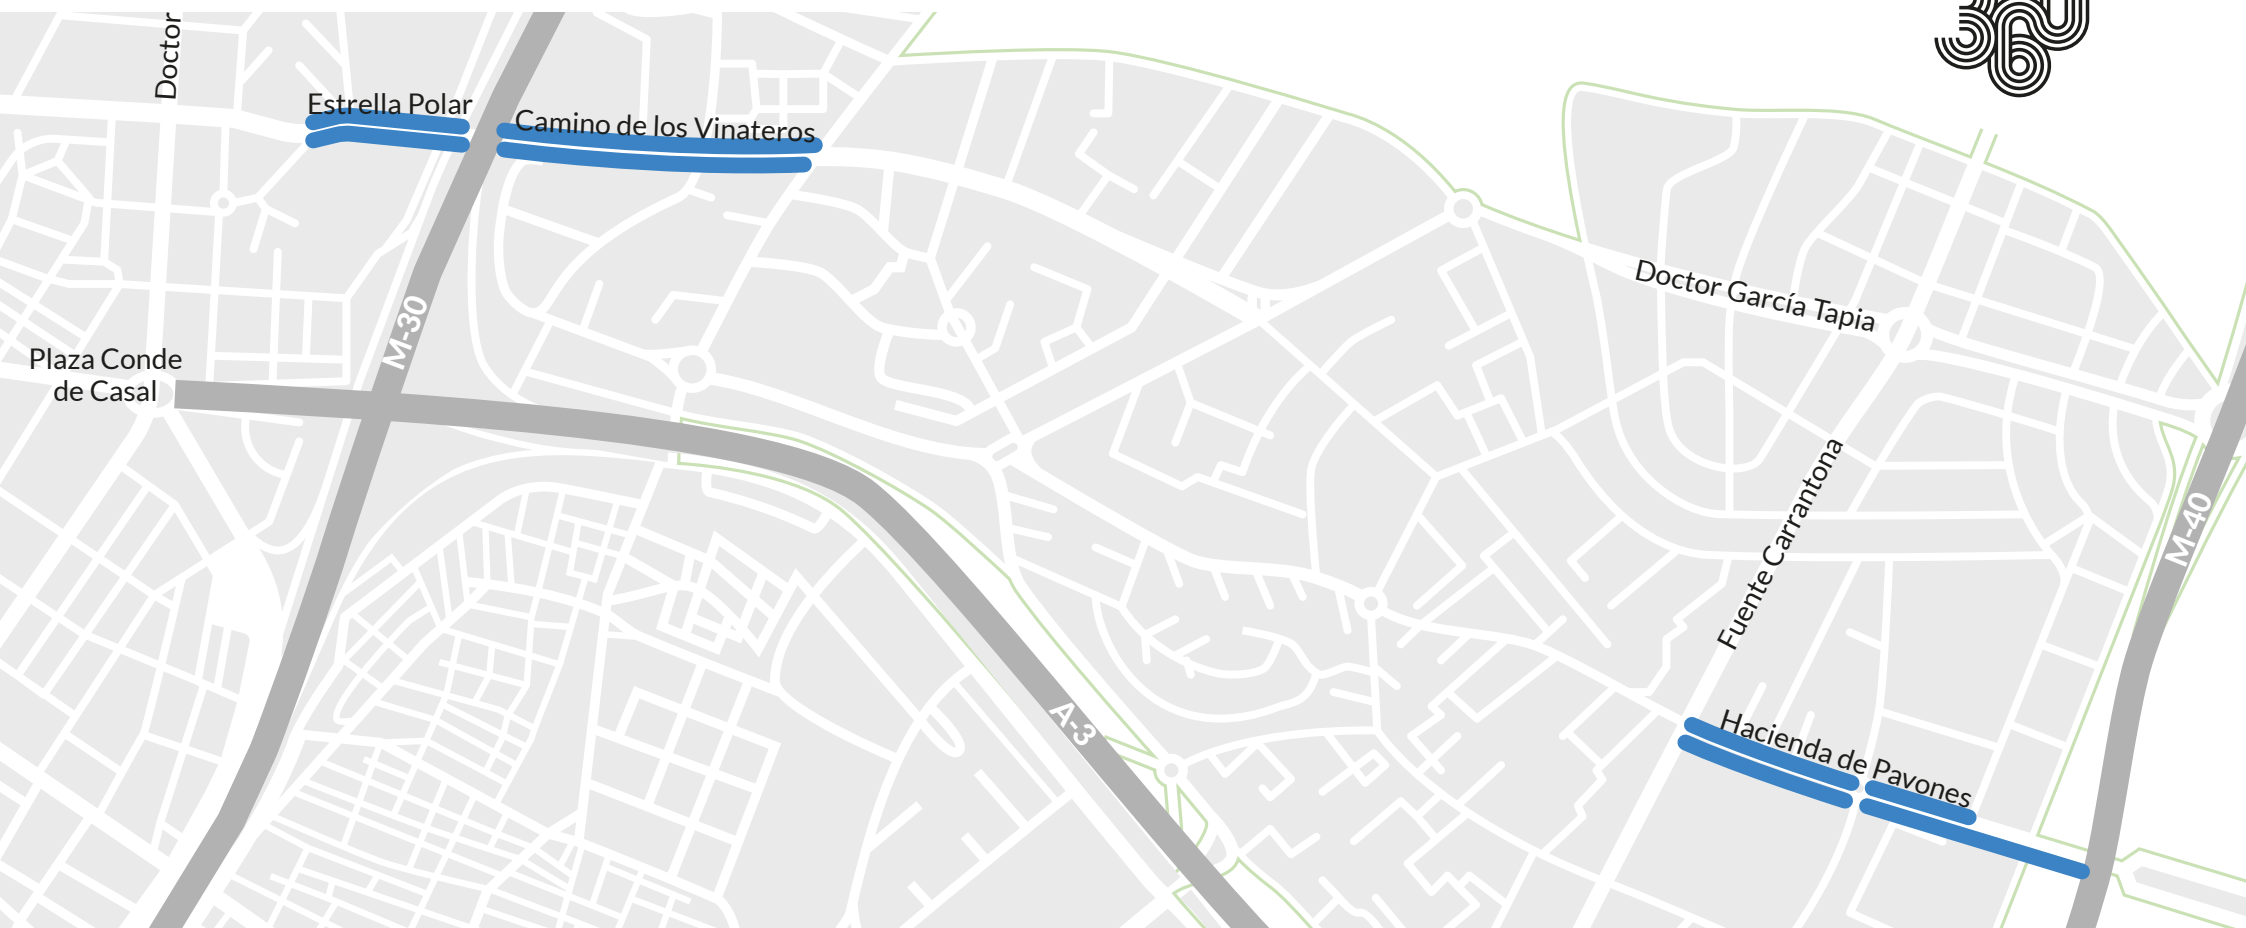 Doctor
Estrella Polar
Camino de los Vinateros
Doctor García Tapia
M-30
Plaza Conde
de Casal
Fuente Carrantona
M-40
A-3
Hacienda de Pavones